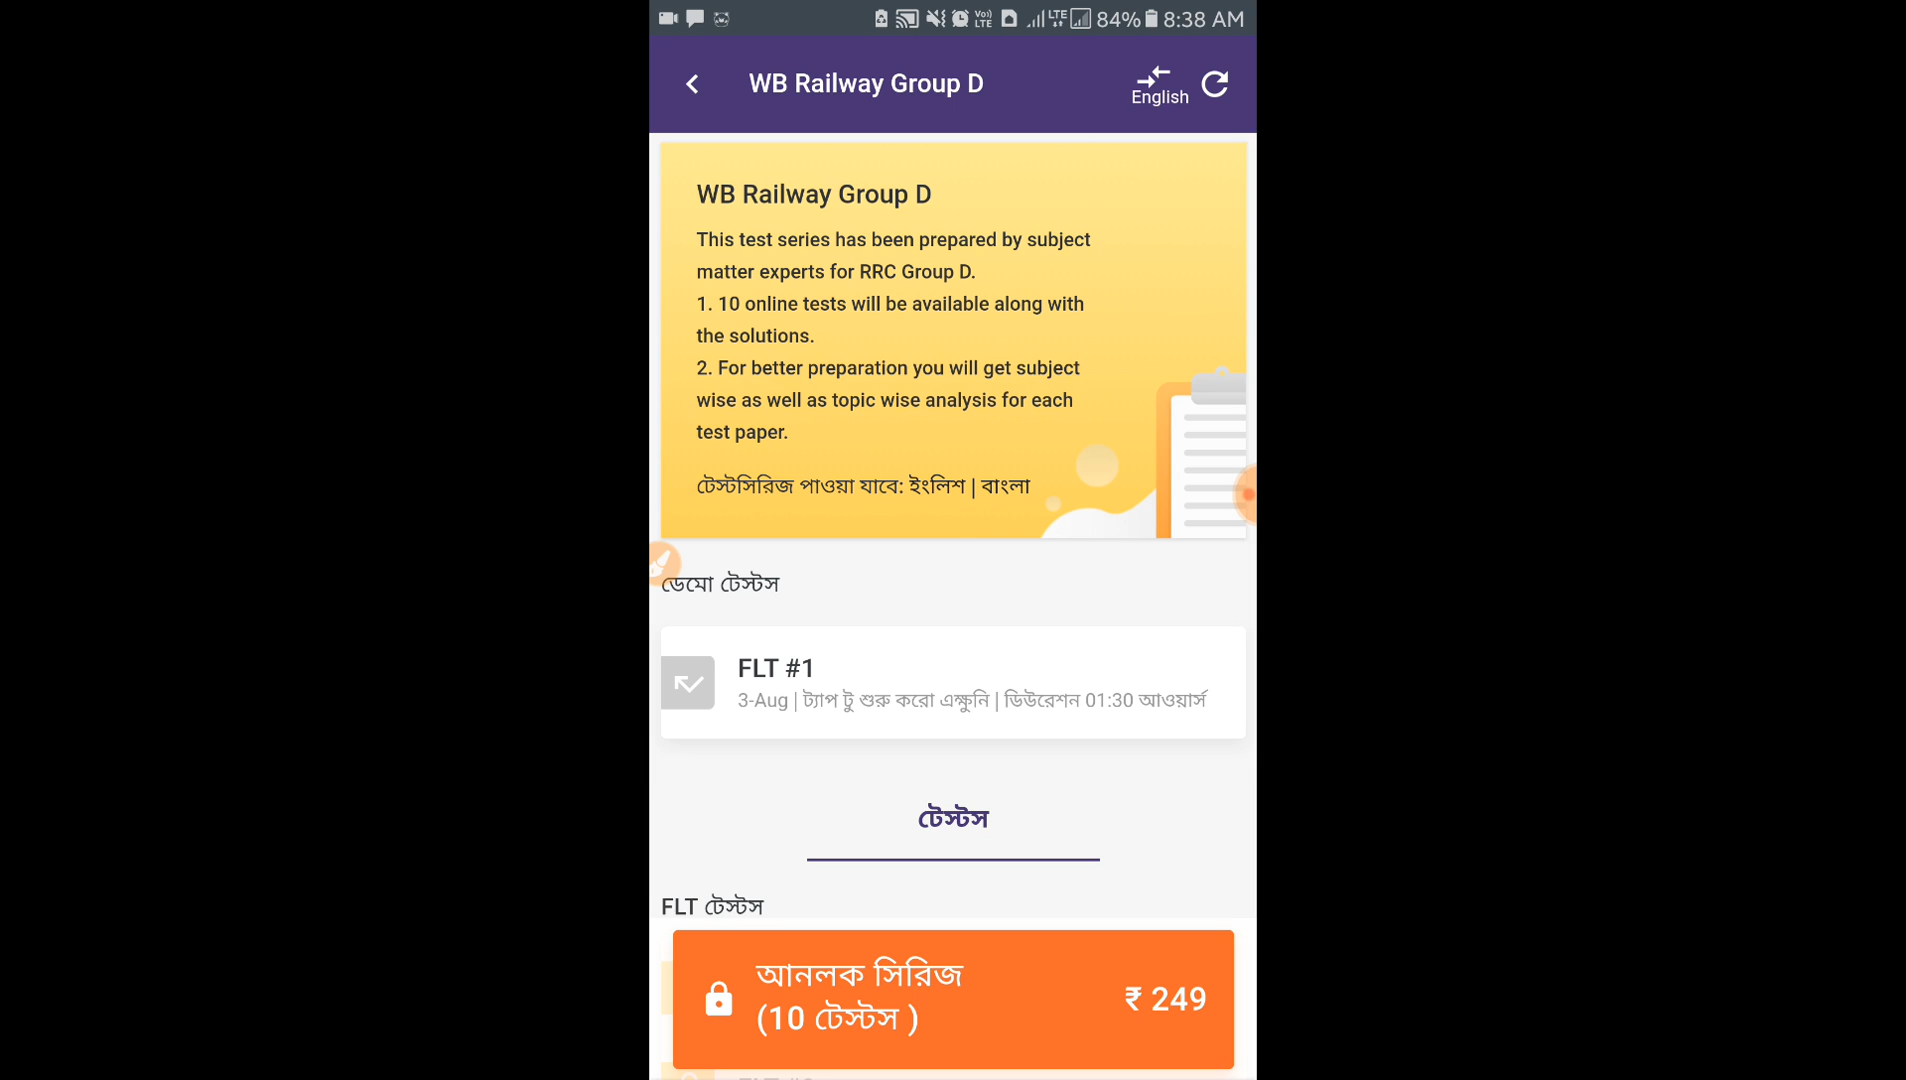 84% 8:38 AM
WB Railway Group D
English
WB Railway Group D
This test series has been prepared by subject
matter experts for RRC Group D.
1. 10 online tests will be available along with
the solutions.
2. For better preparation you will get subject
wise as well as topic wise analysis for each
test paper.
টেস্টসিরিজ পাওয়া যাবে: ইংলিশ | বাংলা
ডেমো টেস্টস
FLT #1
3-Aug | ট্যাপ টু শুরু করো এক্ষুনি | ডিউরেশন 01:30 আওয়ার্স
টেস্টস
FLT টেস্টস
আনলক সিরিজ
(10 টেস্টস )
₹ 249